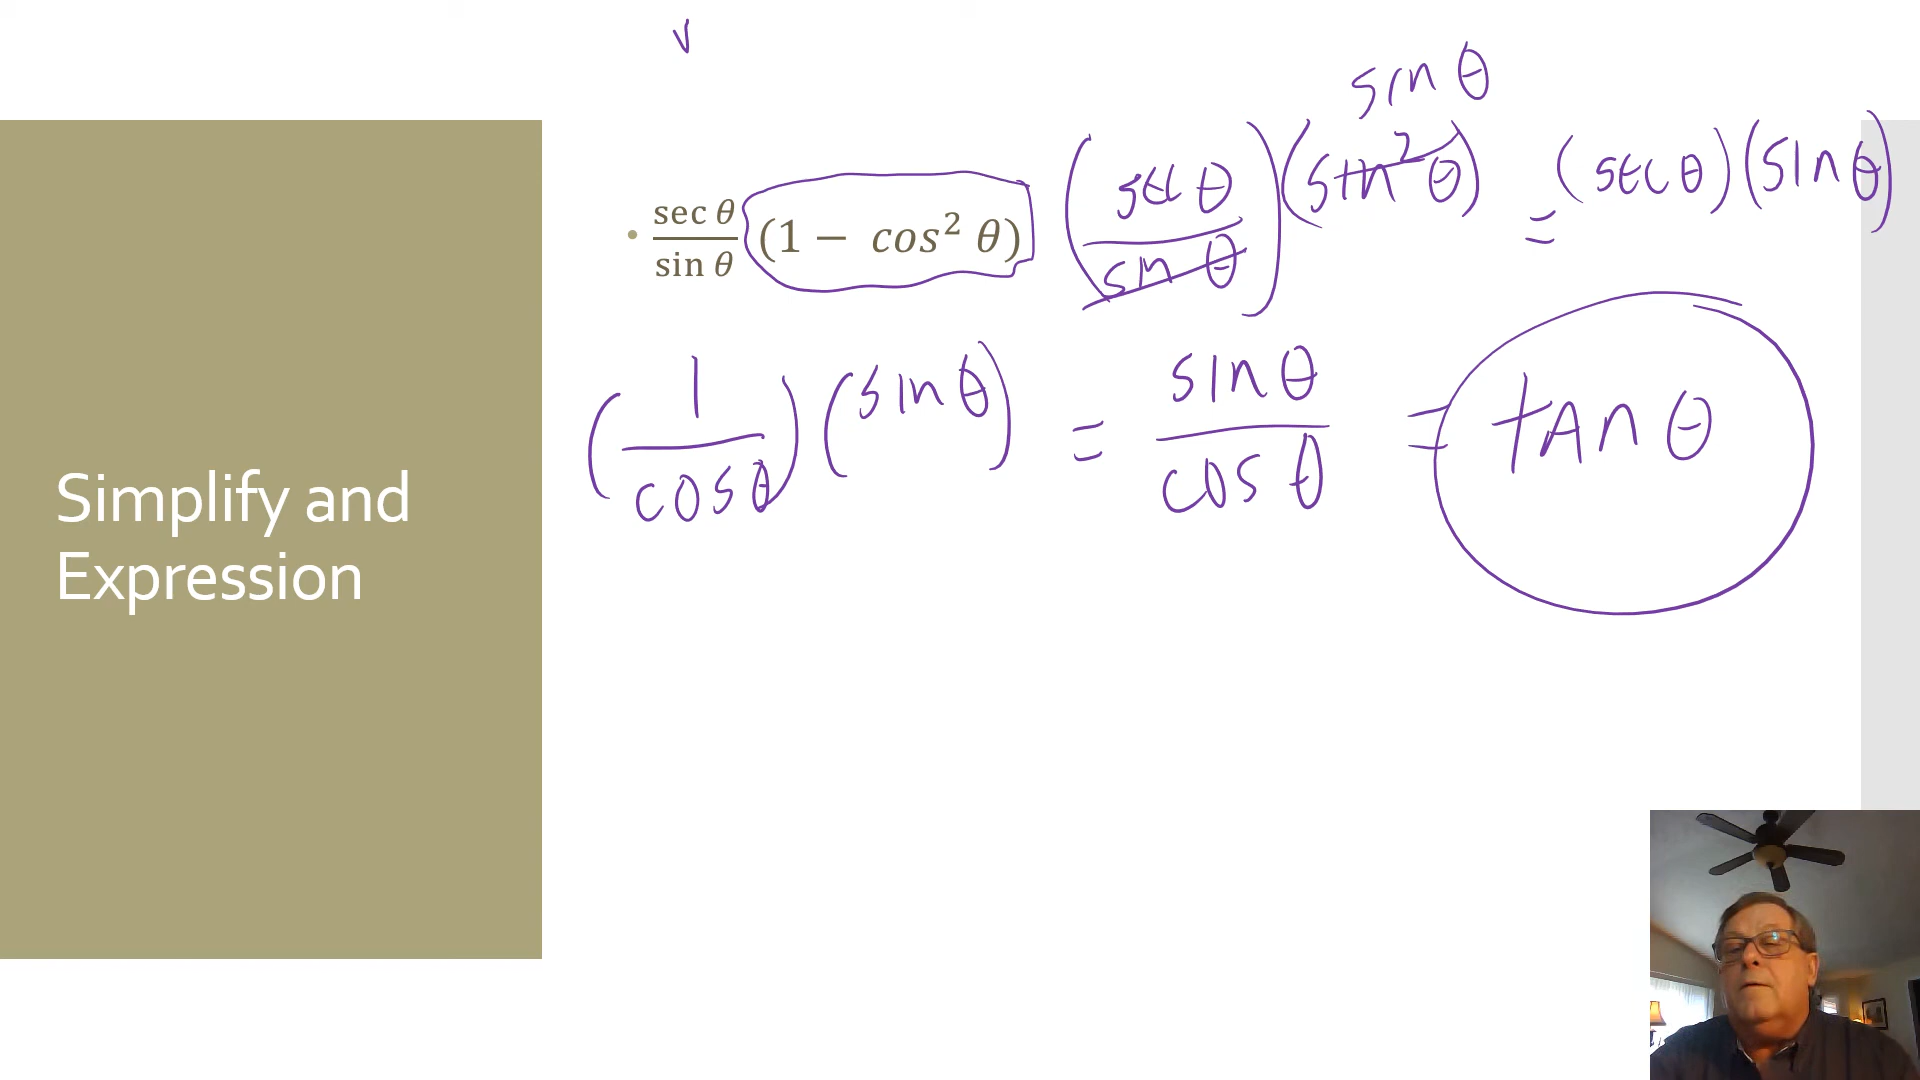 Simplify and
Expression
• sec θ / sin θ (1 − cos² θ) (sec θ / sin θ) (sin² θ) sin θ = (sec θ)(sin θ)
(1 / cos θ)(sin θ) = sin θ / cos θ = tAn θ